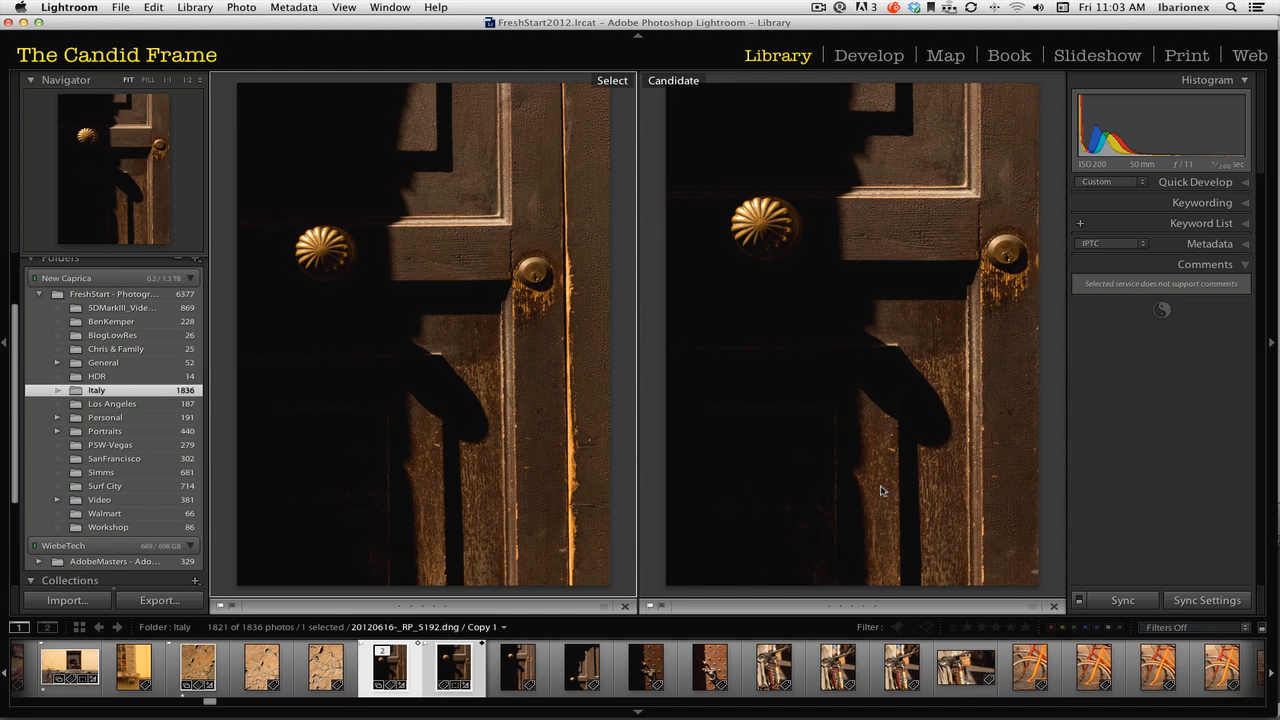 Lightroom File Edit Library Photo Metadata View Window Help 3 Fri 11:03 AM Ibarionex
FreshStart2012.lrcat – Adobe Photoshop Lightroom – Library
The Candid Frame
Library Develop Map Book Slideshow Print Web
Navigator FIT FILL 1:1 1:2
Select
Candidate
Histogram
ISO 200 50 mm ƒ / 11 1/200 sec
Custom Quick Develop
Keywording
Keyword List
IPTC Metadata
Comments
Selected service does not support comments
Folders
New Caprica 0.2 / 1.3 TB
FreshStart - Photogr... 6377
5DMarkIII_Vide... 869
BenKemper 228
BlogLowRes 26
Chris & Family 25
General 52
HDR 14
Italy 1836
Los Angeles 187
Personal 191
Portraits 440
PSW-Vegas 279
SanFrancisco 302
Simms 681
Surf City 714
Video 381
Walmart 66
Workshop 86
WiebeTech 669 / 698 GB
AdobeMasters - Ado... 329
Collections
Import... Export...
Sync Sync Settings
1 2 Folder : Italy 1821 of 1836 photos / 1 selected / 20120616-_RP_5192.dng / Copy 1 Filter : Filters Off
2